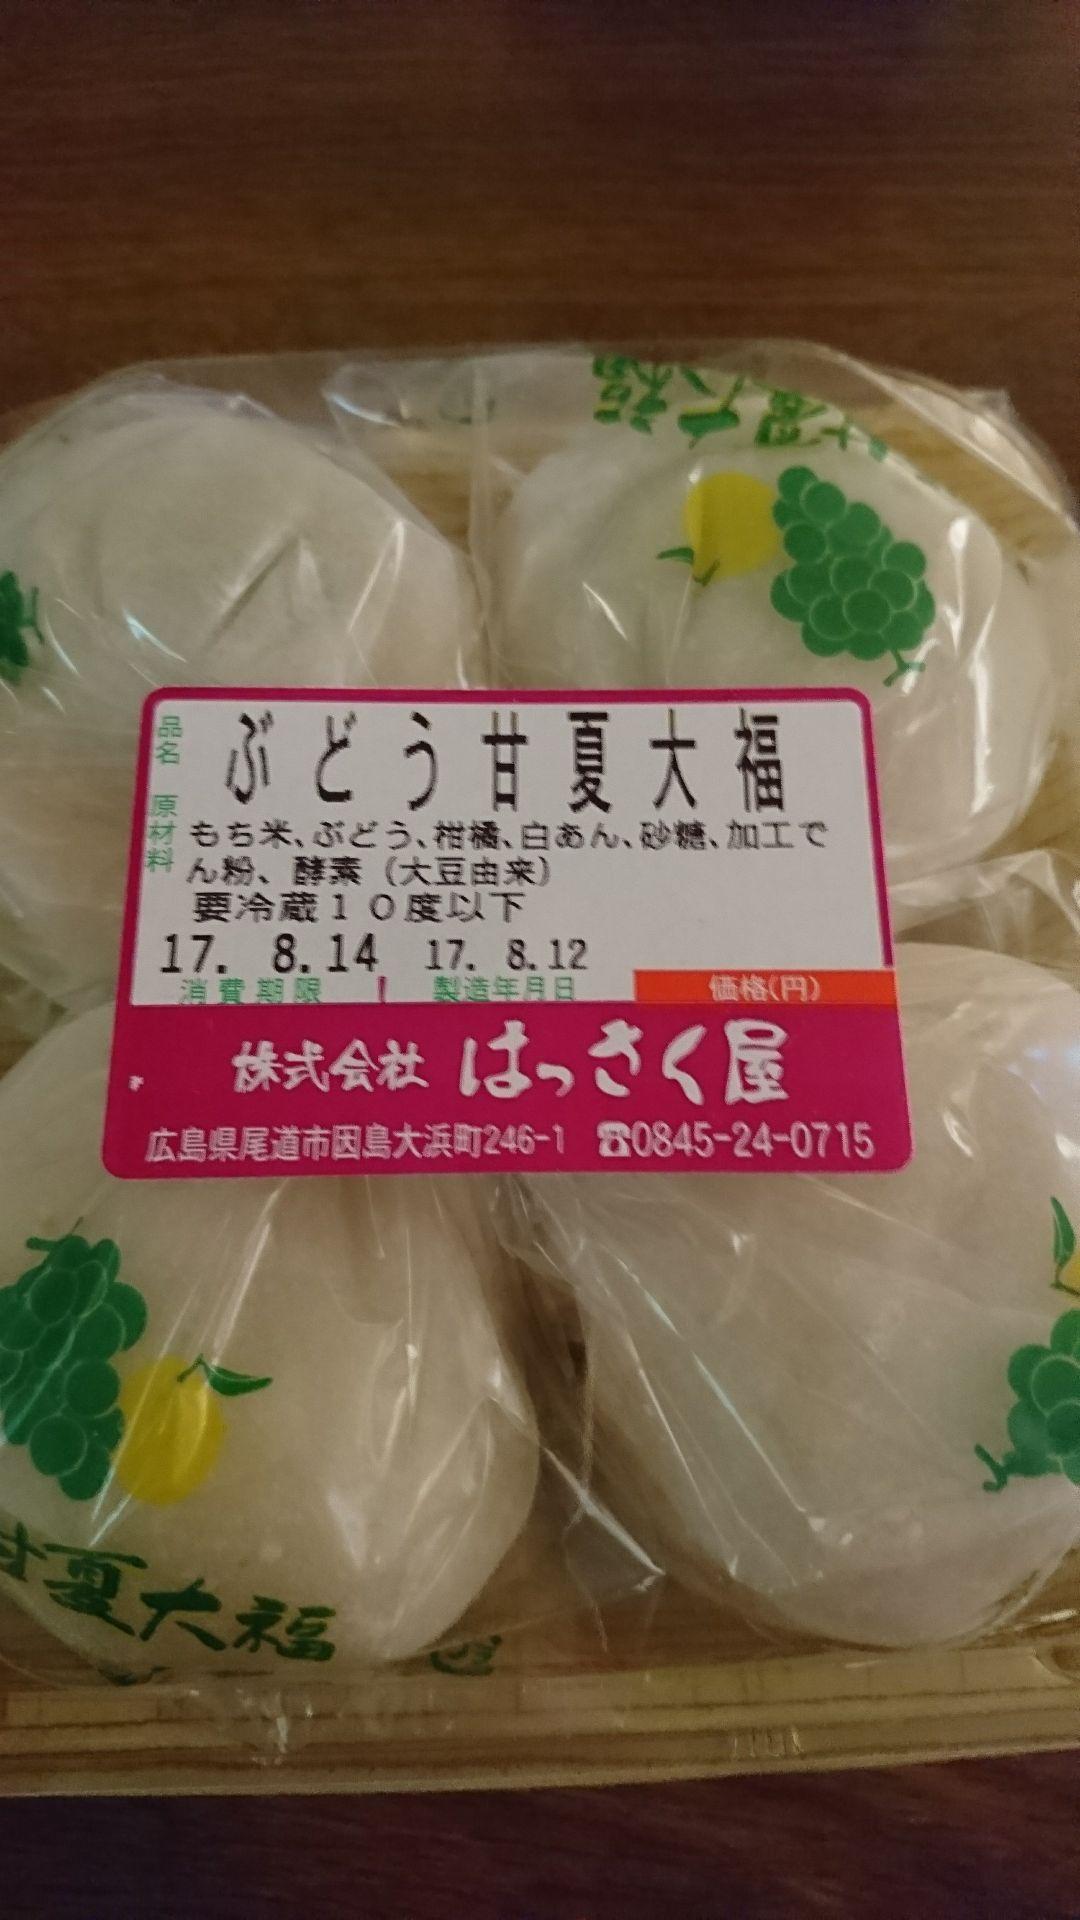 大福
品名 ぶどう甘夏大福
原材料 もち米、ぶどう、柑橘、白あん、砂糖、加工で
ん粉、酵素（大豆由来）
要冷蔵１０度以下
17. 8.14 17. 8.12
消費期限 製造年月日 価格(円)
株式会社 はっさく屋
広島県尾道市因島大浜町246-1 ☎0845-24-0715
甘夏大福